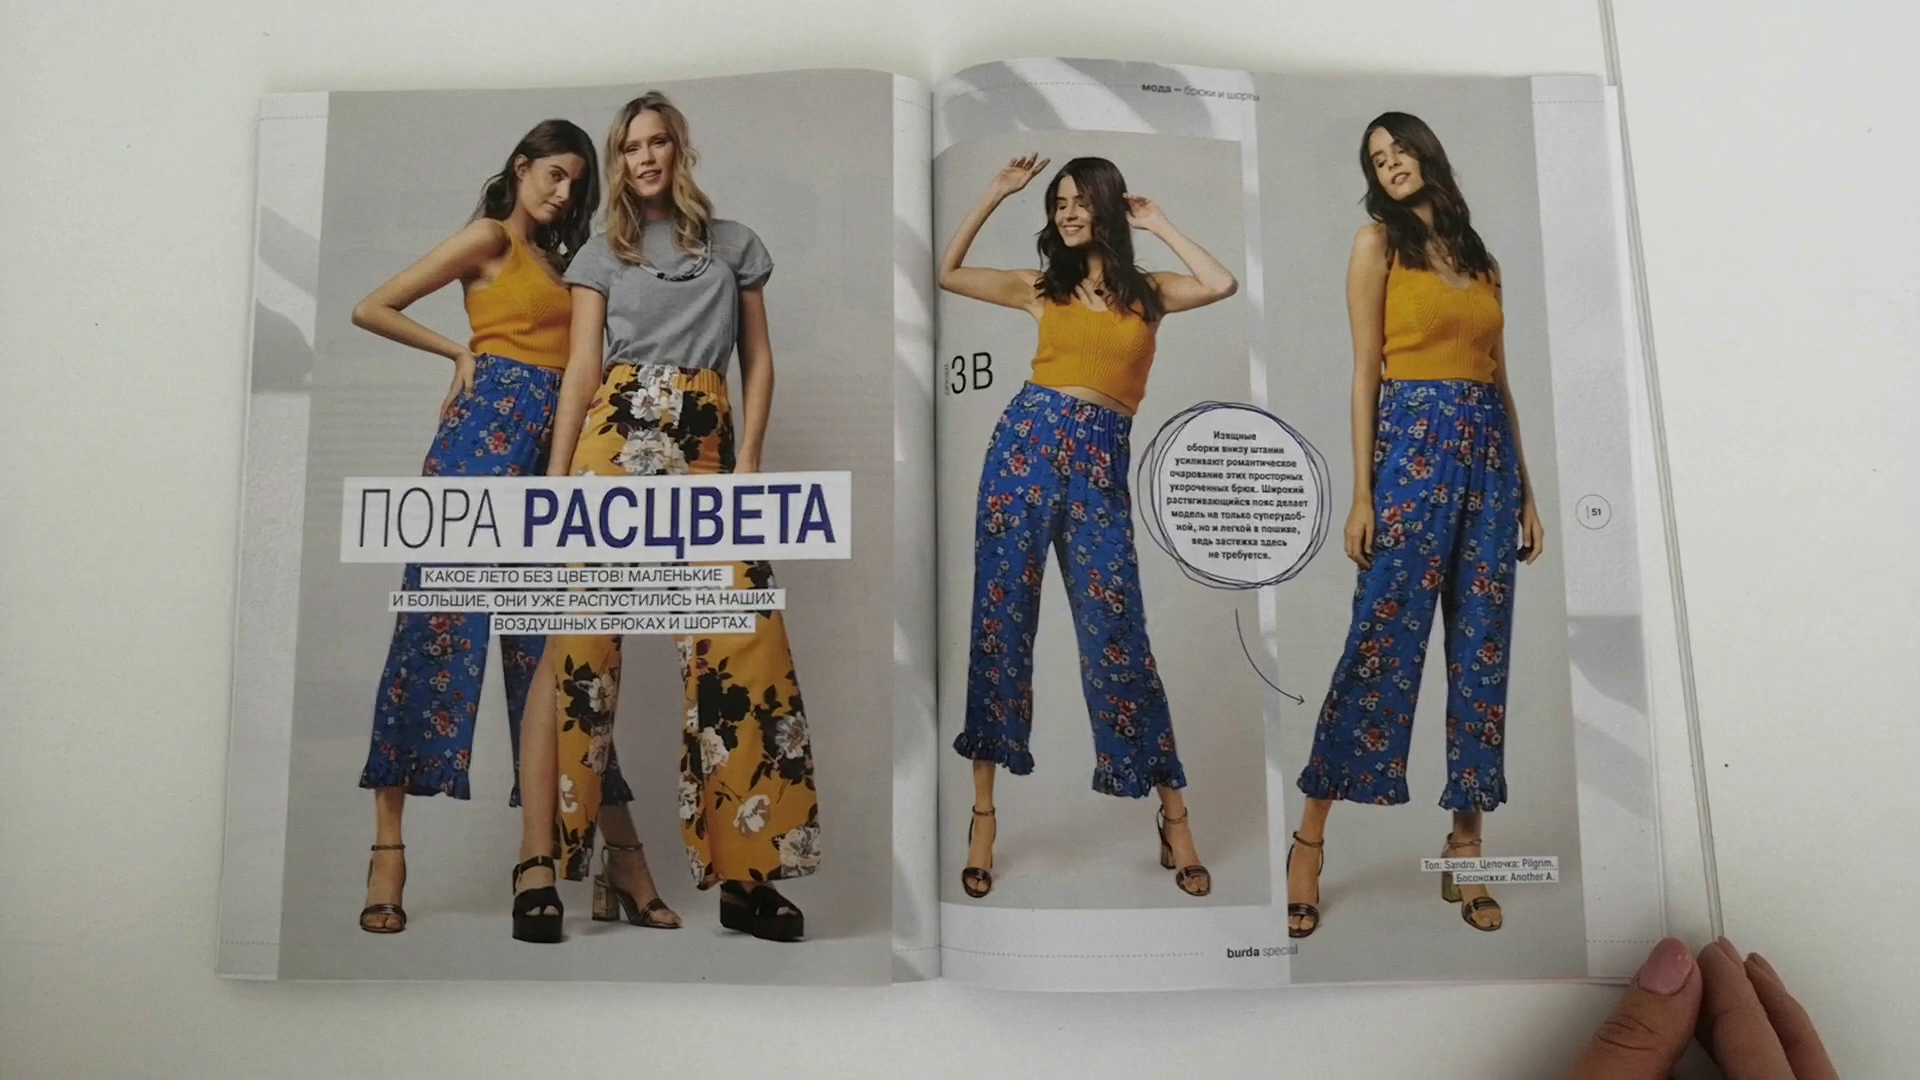 ПОРА РАСЦВЕТА
КАКОЕ ЛЕТО БЕЗ ЦВЕТОВ! МАЛЕНЬКИЕ
И БОЛЬШИЕ, ОНИ УЖЕ РАСПУСТИЛИСЬ НА НАШИХ
ВОЗДУШНЫХ БРЮКАХ И ШОРТАХ.
мода – брюки и шорты
3В
Изящные
оборки внизу штанин
усиливают романтическое
очарование этих просторных
укороченных брюк. Широкий
растягивающийся пояс делает
модель не только суперудоб-
ной, но и легкой в пошиве,
ведь застежка здесь
не требуется.
51
Топ: Sandro. Цепочка: Pilgrim.
Босоножки: Another A.
burda special